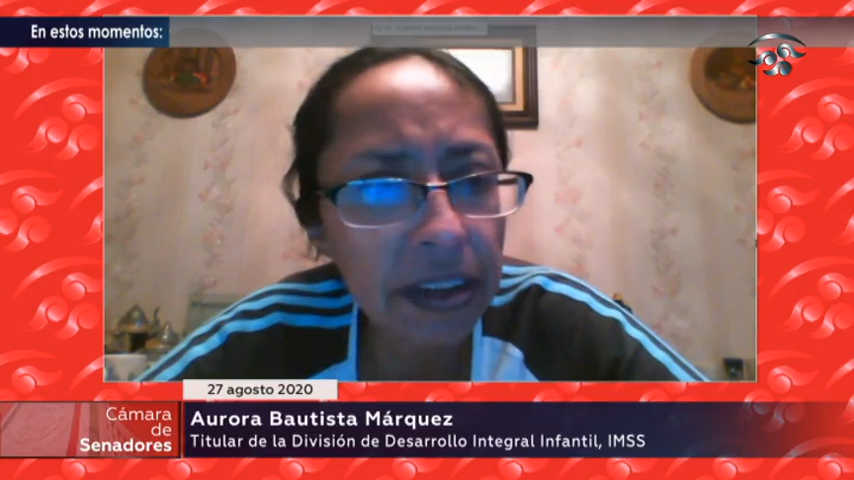 En estos momentos:
27 agosto 2020
Cámara
de
Senadores
Aurora Bautista Márquez
Titular de la División de Desarrollo Integral Infantil, IMSS